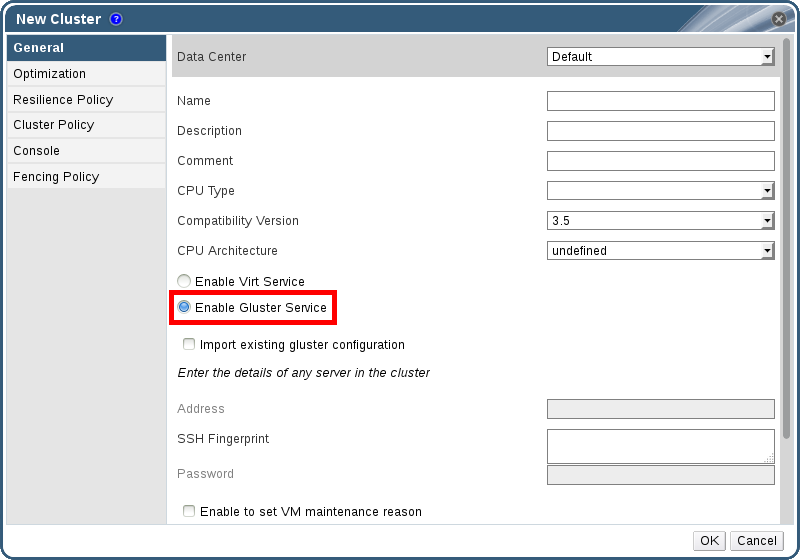 New Cluster ?
General
Optimization
Resilience Policy
Cluster Policy
Console
Fencing Policy
Data Center Default
Name
Description
Comment
CPU Type
Compatibility Version 3.5
CPU Architecture undefined
Enable Virt Service
Enable Gluster Service
Import existing gluster configuration
Enter the details of any server in the cluster
Address
SSH Fingerprint
Password
Enable to set VM maintenance reason
OK Cancel